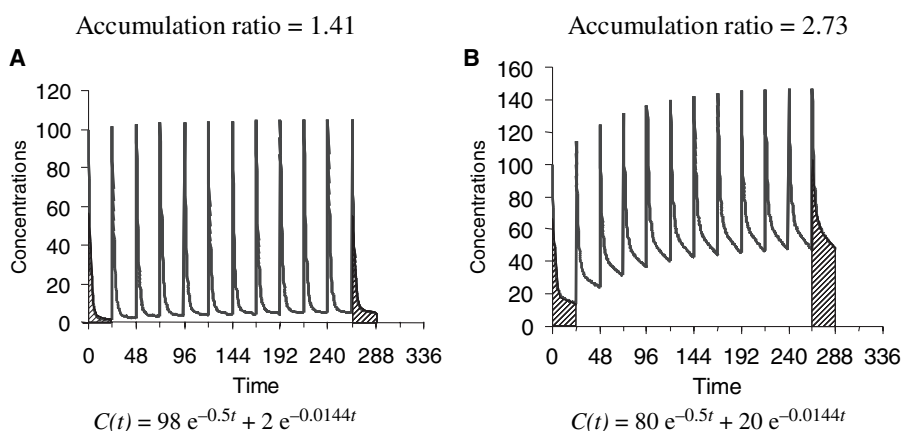 Accumulation ratio = 1.41
A
Concentrations
120
100
80
60
40
20
0
0 48 96 144 192 240 288 336
Time
C(t) = 98 e^–0.5t + 2 e^–0.0144t
Accumulation ratio = 2.73
B
Concentrations
160
140
120
100
80
60
40
20
0
0 48 96 144 192 240 288 336
Time
C(t) = 80 e^–0.5t + 20 e^–0.0144t